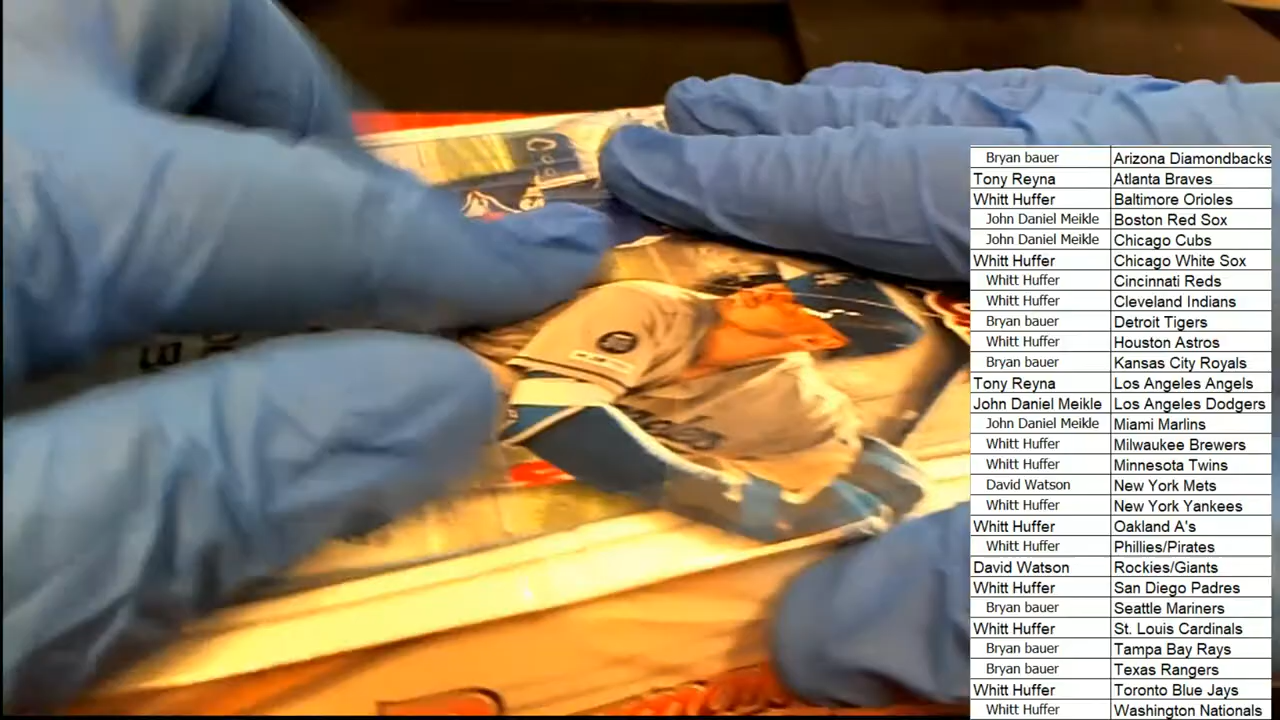 Bryan bauer Arizona Diamondbacks
Tony Reyna Atlanta Braves
Whitt Huffer Baltimore Orioles
John Daniel Meikle Boston Red Sox
John Daniel Meikle Chicago Cubs
Whitt Huffer Chicago White Sox
Whitt Huffer Cincinnati Reds
Whitt Huffer Cleveland Indians
Bryan bauer Detroit Tigers
Whitt Huffer Houston Astros
Bryan bauer Kansas City Royals
Tony Reyna Los Angeles Angels
John Daniel Meikle Los Angeles Dodgers
John Daniel Meikle Miami Marlins
Whitt Huffer Milwaukee Brewers
Whitt Huffer Minnesota Twins
David Watson New York Mets
Whitt Huffer New York Yankees
Whitt Huffer Oakland A's
Whitt Huffer Phillies/Pirates
David Watson Rockies/Giants
Whitt Huffer San Diego Padres
Bryan bauer Seattle Mariners
Whitt Huffer St. Louis Cardinals
Bryan bauer Tampa Bay Rays
Bryan bauer Texas Rangers
Whitt Huffer Toronto Blue Jays
Whitt Huffer Washington Nationals